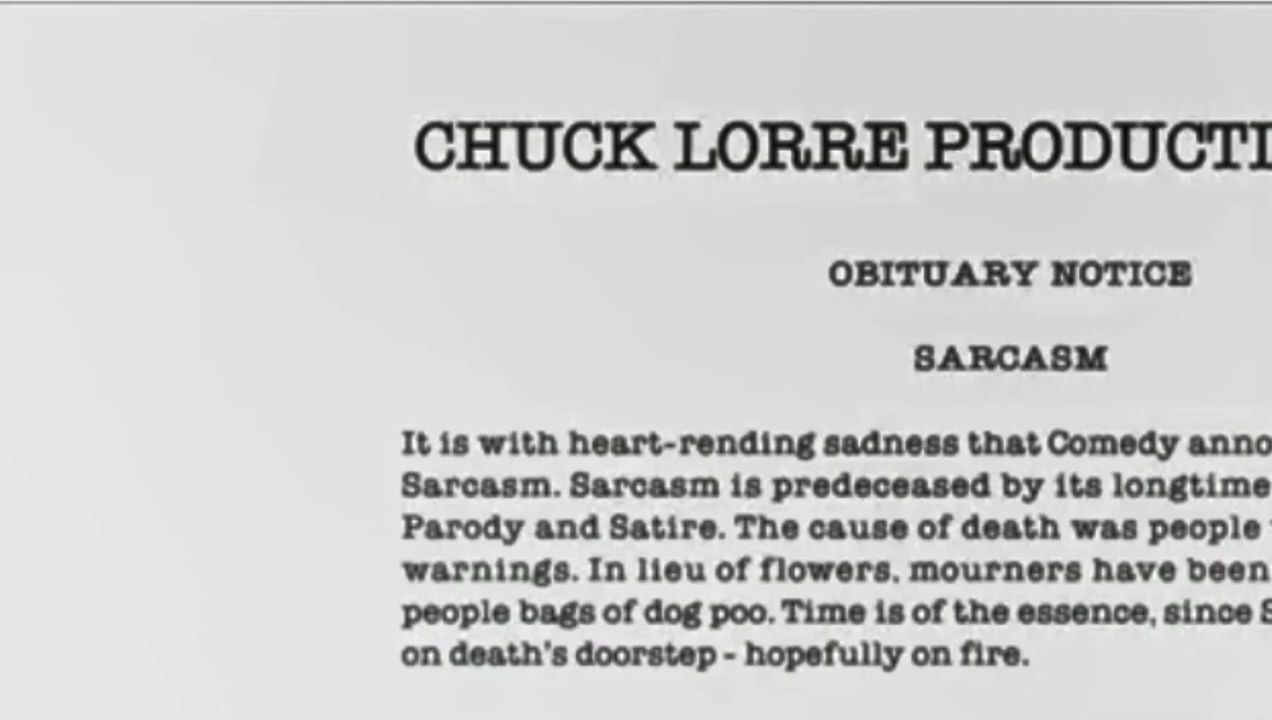 CHUCK LORRE PRODUCTI
OBITUARY NOTICE
SARCASM
It is with heart-rending sadness that Comedy anno
Sarcasm. Sarcasm is predeceased by its longtime
Parody and Satire. The cause of death was people
warnings. In lieu of flowers, mourners have been
people bags of dog poo. Time is of the essence, since S
on death's doorstep - hopefully on fire.